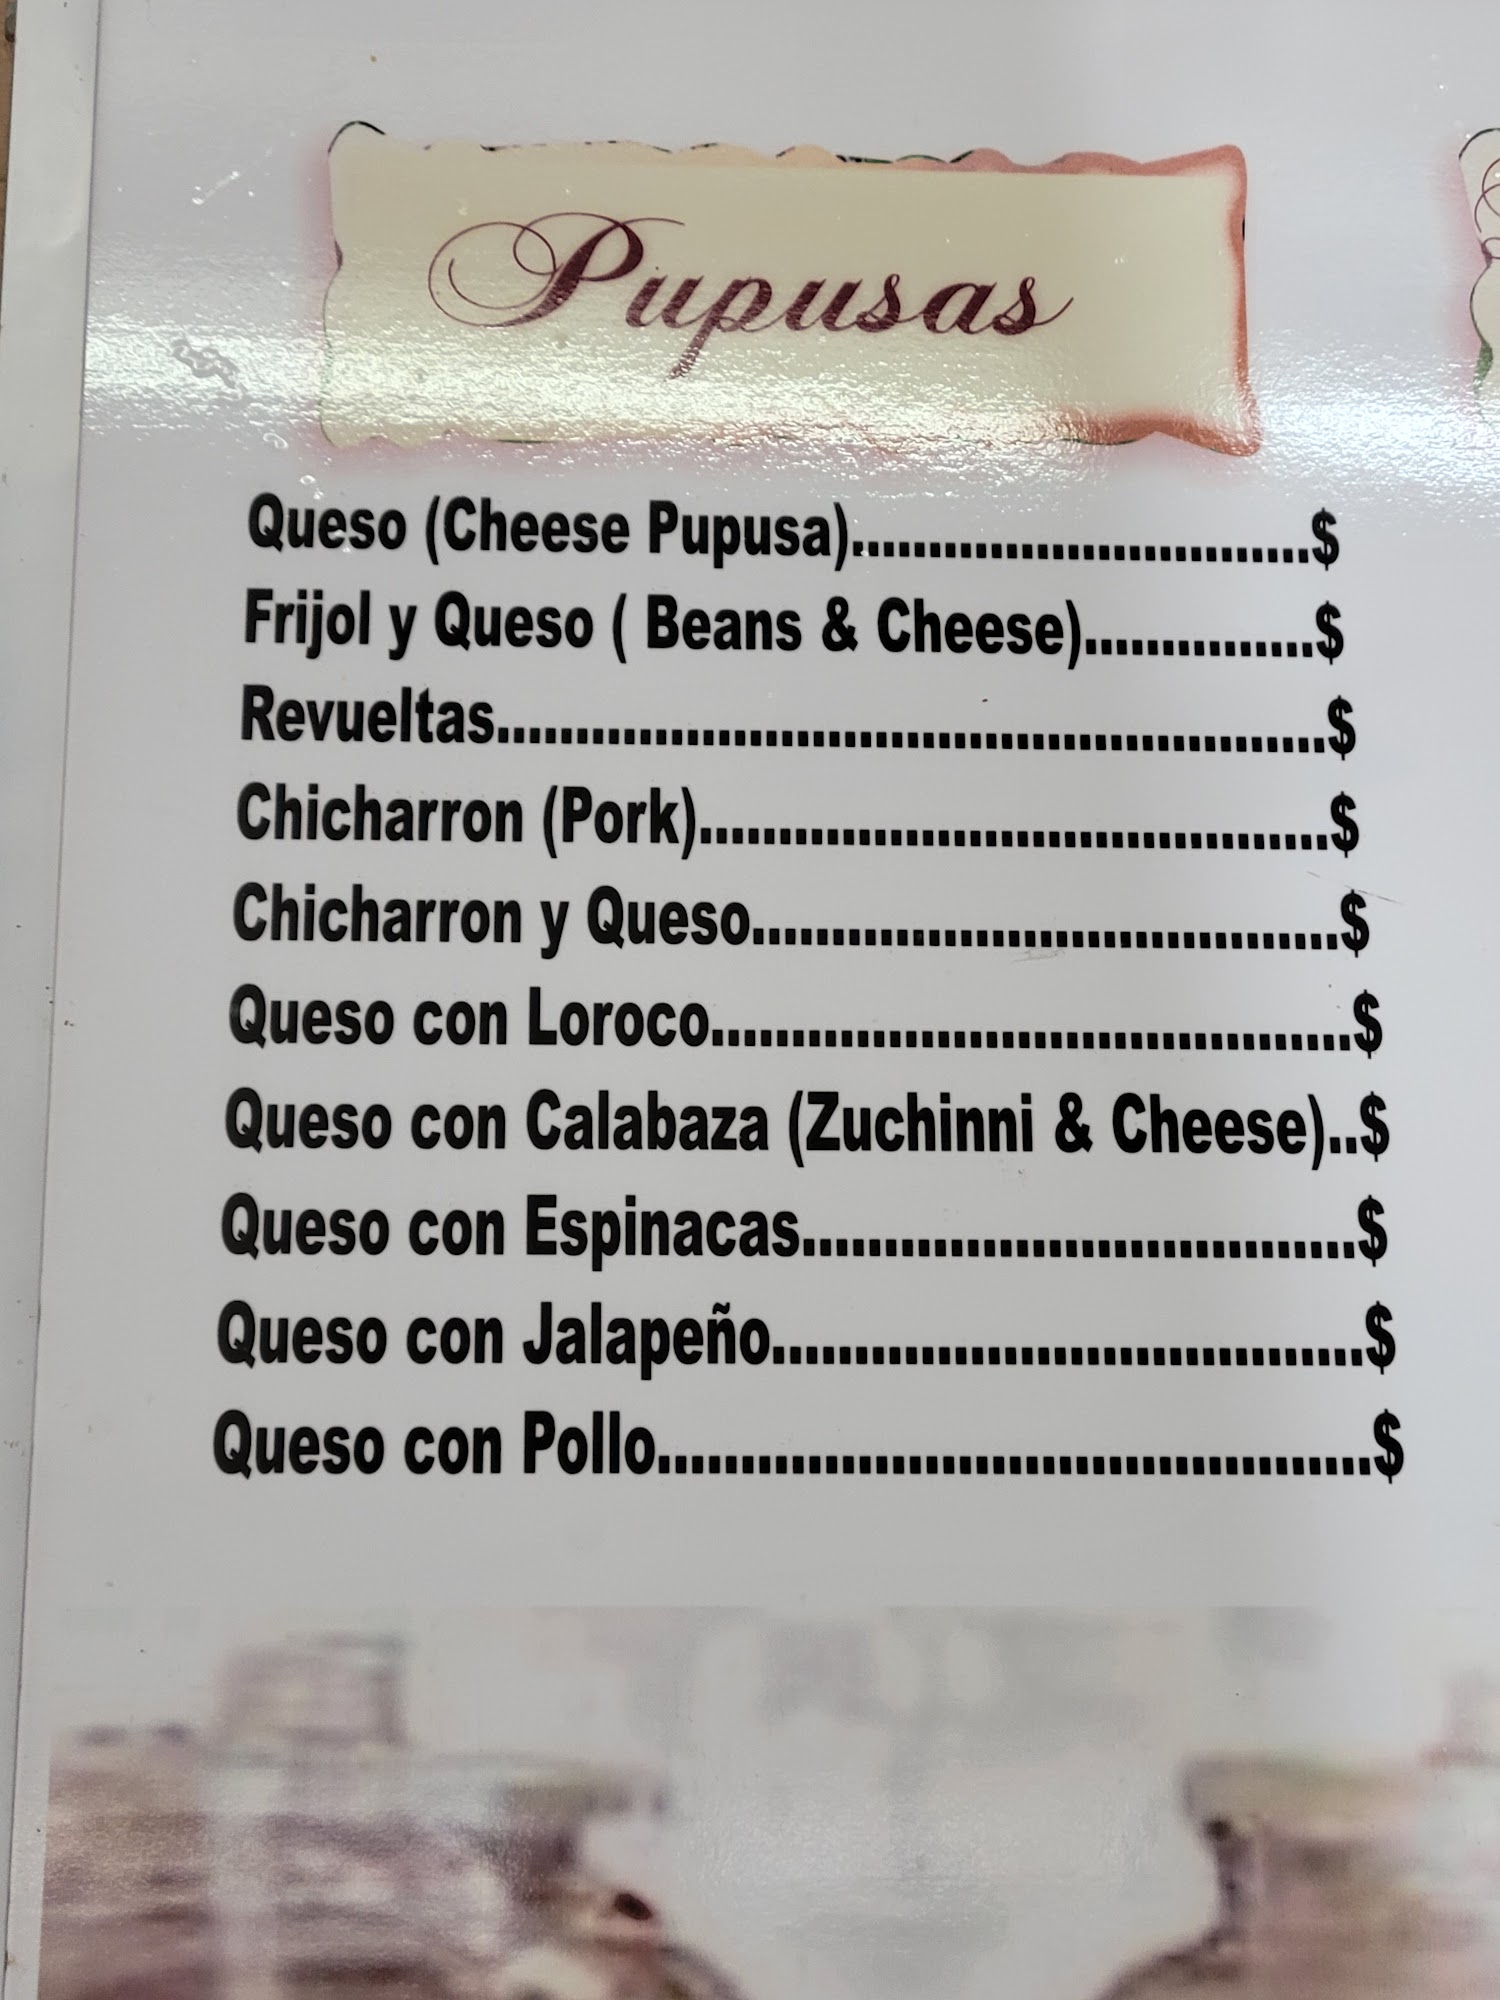 Pupusas
Queso (Cheese Pupusa).............................$
Frijol y Queso ( Beans & Cheese)...............$
Revueltas....................................................$
Chicharron (Pork).......................................$
Chicharron y Queso.....................................$
Queso con Loroco........................................$
Queso con Calabaza (Zuchinni & Cheese)..$
Queso con Espinacas..................................$
Queso con Jalapeño....................................$
Queso con Pollo...........................................$